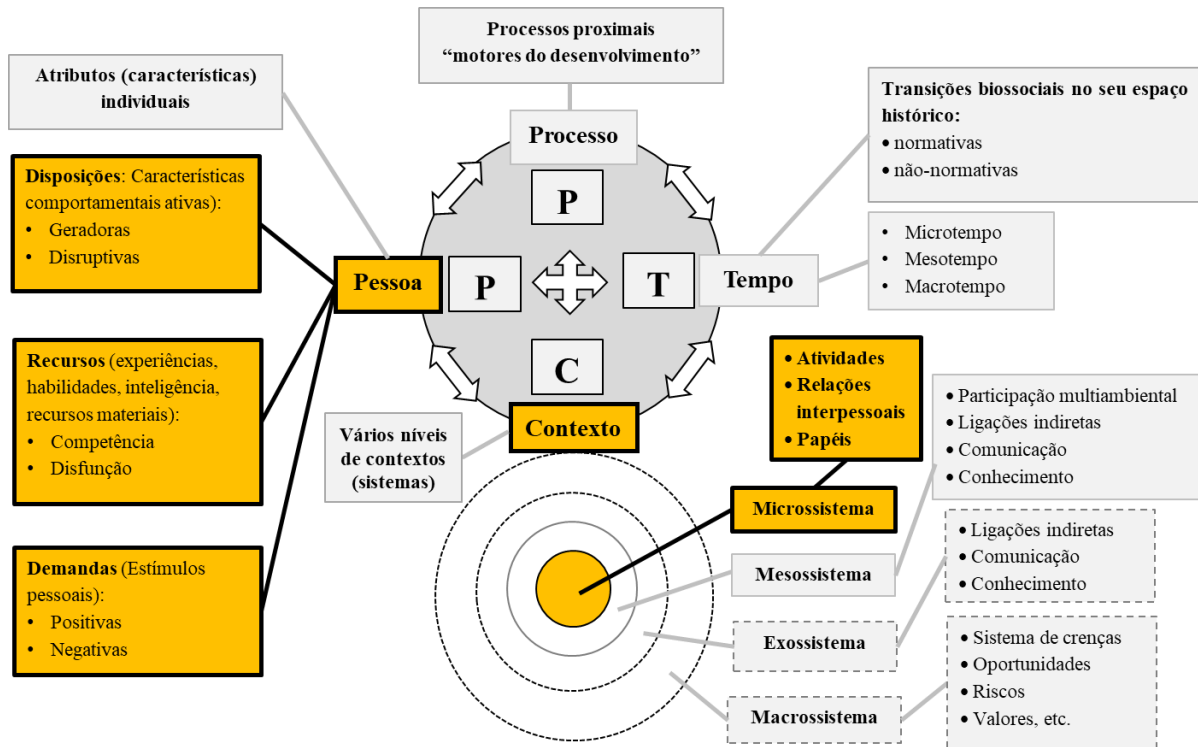 Processos proximais
“motores do desenvolvimento”
Atributos (características)
individuais
Transições biossociais no seu espaço
histórico:
• normativas
• não-normativas
Processo
Disposições: Características
comportamentais ativas):
• Geradoras
• Disruptivas
P
• Microtempo
• Mesotempo
• Macrotempo
Pessoa
P
T
Tempo
C
Recursos (experiências,
habilidades, inteligência,
recursos materiais):
• Competência
• Disfunção
• Atividades
• Relações
interpessoais
• Papéis
Contexto
Vários níveis
de contextos
(sistemas)
• Participação multiambiental
• Ligações indiretas
• Comunicação
• Conhecimento
Microssistema
• Ligações indiretas
• Comunicação
• Conhecimento
Mesossistema
Demandas (Estímulos
pessoais):
• Positivas
• Negativas
Exossistema
• Sistema de crenças
• Oportunidades
• Riscos
• Valores, etc.
Macrossistema